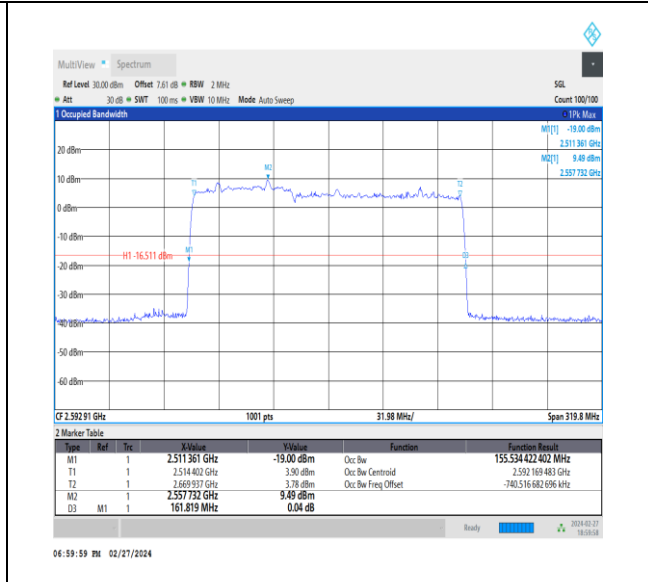 MultiView Spectrum
Ref Level 30.00 dBm Offset 7.61 dB RBW 2 MHz SGL
Att 30 dB SWT 100 ms VBW 10 MHz Mode Auto Sweep Count 100/100
1 Occupied Bandwidth 1Pk Max
M1[1] -19.00 dBm
2.511 361 GHz
M2[1] 9.49 dBm
2.557 732 GHz
20 dBm
M2
10 dBm
T1 T2
0 dBm
-10 dBm
M1
H1 -16.511 dBm D3
-20 dBm
-30 dBm
-40 dBm
-50 dBm
-60 dBm
CF 2.592 91 GHz 1001 pts 31.98 MHz/ Span 319.8 MHz
2 Marker Table
Type Ref Trc X-Value Y-Value Function Function Result
M1 1 2.511 361 GHz -19.00 dBm Occ Bw 155.534 422 402 MHz
T1 1 2.514 402 GHz 3.90 dBm Occ Bw Centroid 2.592 169 483 GHz
T2 1 2.669 937 GHz 3.78 dBm Occ Bw Freq Offset -740.516 682 696 kHz
M2 1 2.557 732 GHz 9.49 dBm
D3 M1 1 161.819 MHz 0.04 dB
Ready 2024-02-27
18:59:58
06:59:59 PM 02/27/2024